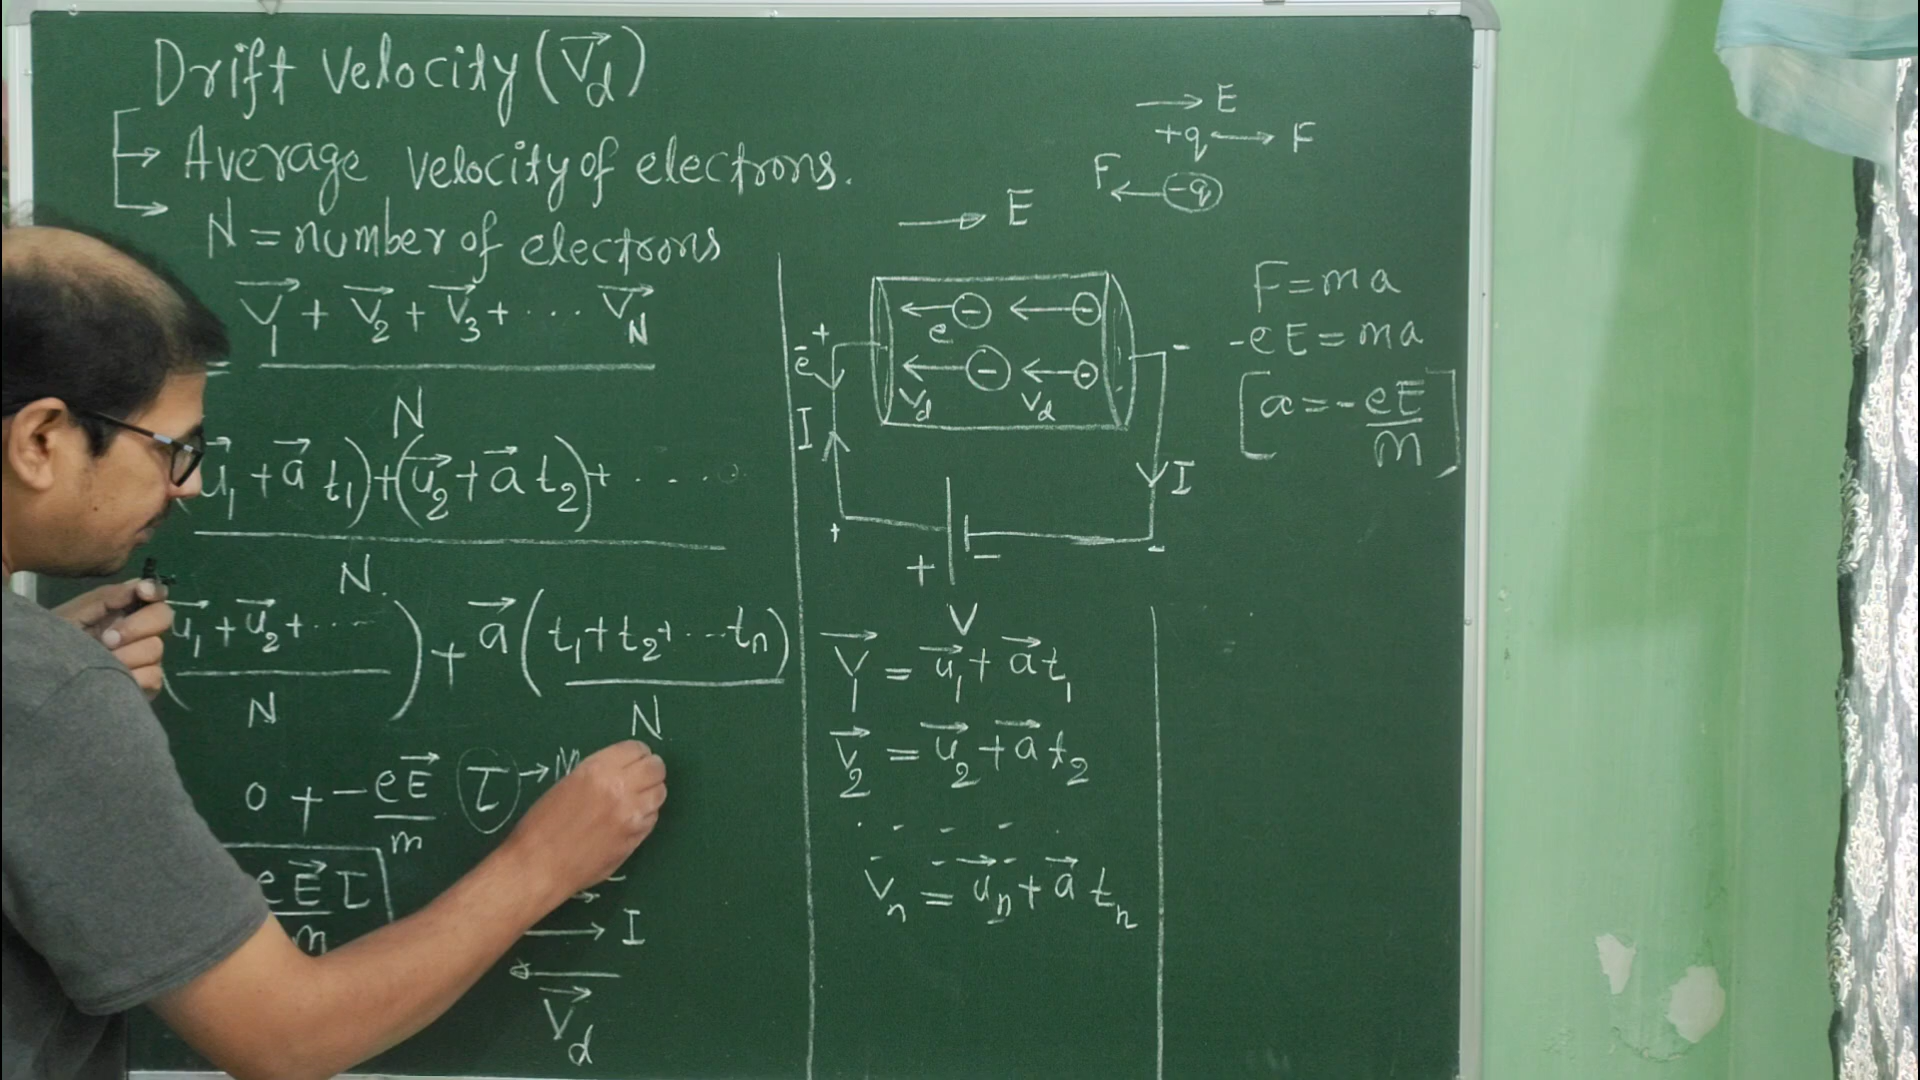 Drift Velocity (V⃗d)
→ Average velocity of electrons.
→ N = number of electrons
V⃗1 + V⃗2 + V⃗3 + ... V⃗N
N
(u⃗1 + a⃗ t1) + (u⃗2 + a⃗ t2) + ....
N
(u⃗1 + u⃗2 + .... ) + a⃗ (t1 + t2 + ... tn)
N
N
0 + -eE⃗ τ →
m
eE⃗ τ
m
→ I
←
V⃗d
→ E
+q → F
F ← -q
→ E
← - ← -
e
← - ← -
Vd Vd
+
e̅
I
-
I
+
-
+ -
V
F = ma
-eE = ma
[a = -eE
m]
V⃗1 = u⃗1 + a⃗ t1
V⃗2 = u⃗2 + a⃗ t2
. - - - .
- - - -
Vn = u⃗n + a⃗ tn